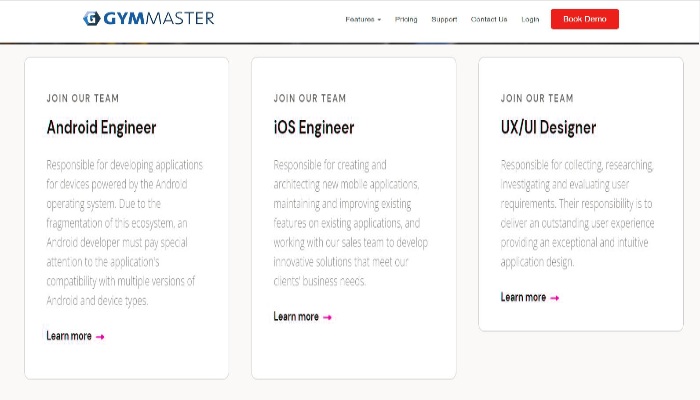 GYMMASTER
Features Pricing Support Contact Us Login Book Demo
JOIN OUR TEAM
Android Engineer
Responsible for developing applications
for devices powered by the Android
operating system. Due to the
fragmentation of this ecosystem, an
Android developer must pay special
attention to the application's
compatibility with multiple versions of
Android and device types.
Learn more →
JOIN OUR TEAM
iOS Engineer
Responsible for creating and
architecting new mobile applications,
maintaining and improving existing
features on existing applications, and
working with our sales team to develop
innovative solutions that meet our
clients' business needs.
Learn more →
JOIN OUR TEAM
UX/UI Designer
Responsible for collecting, researching,
investigating and evaluating user
requirements. Their responsibility is to
deliver an outstanding user experience
providing an exceptional and intuitive
application design.
Learn more →